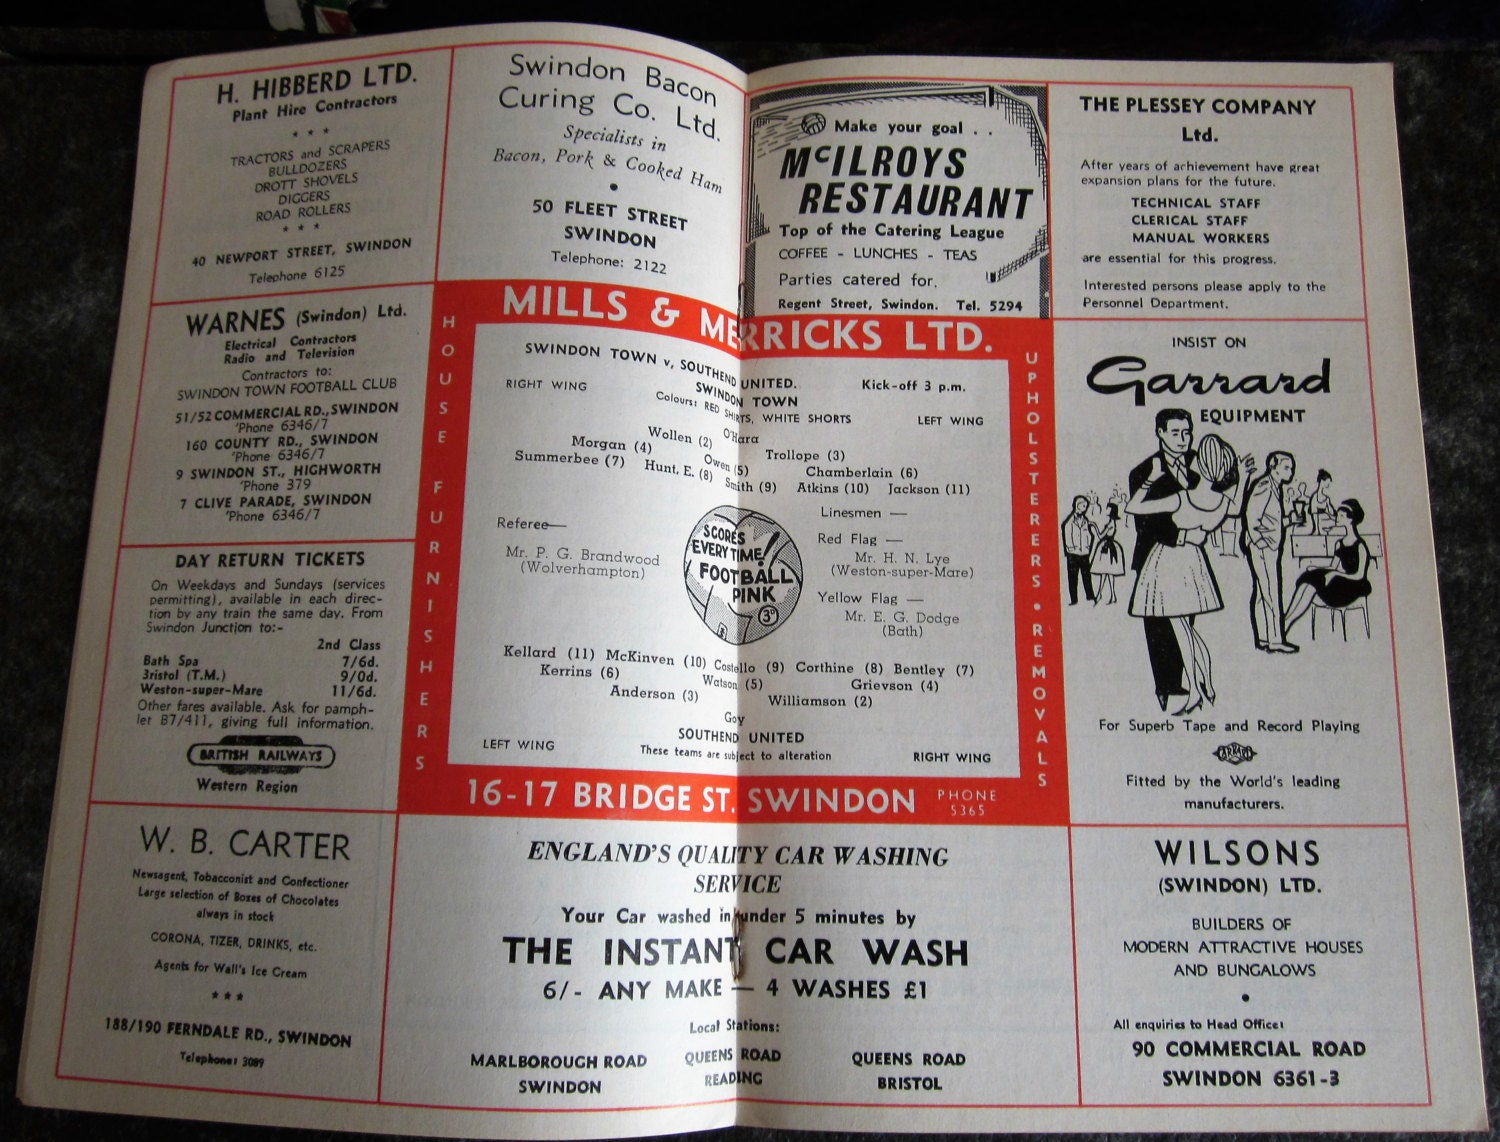 H. HIBBERD LTD.
Plant Hire Contractors
* * *
TRACTORS and SCRAPERS
BULLDOZERS
DROTT SHOVELS
DIGGERS
ROAD ROLLERS
* * *
40 NEWPORT STREET, SWINDON
Telephone 6125
WARNES (Swindon) Ltd.
Electrical Contractors
Radio and Television
Contractors to:
SWINDON TOWN FOOTBALL CLUB
51/52 COMMERCIAL RD., SWINDON
'Phone 6346/7
160 COUNTY RD., SWINDON
'Phone 6346/7
9 SWINDON ST., HIGHWORTH
'Phone 379
7 CLIVE PARADE, SWINDON
'Phone 6346/7
DAY RETURN TICKETS
On Weekdays and Sundays (services
permitting), available in each direc-
tion by any train the same day. From
Swindon Junction to:-
2nd Class
Bath Spa 7/6d.
Bristol (T.M.) 9/0d.
Weston-super-Mare 11/6d.
Other fares available. Ask for pamph-
let B7/411, giving full information.
BRITISH RAILWAYS
Western Region
W. B. CARTER
Newsagent, Tobacconist and Confectioner
Large selection of Boxes of Chocolates
always in stock
CORONA, TIZER, DRINKS, etc.
Agents for Wall's Ice Cream
* * *
188/190 FERNDALE RD., SWINDON
Telephone: 3089
Swindon Bacon
Curing Co. Ltd.
Specialists in
Bacon, Pork & Cooked Ham
•
50 FLEET STREET
SWINDON
Telephone: 2122
Make your goal . .
McILROYS
RESTAURANT
Top of the Catering League
COFFEE - LUNCHES - TEAS
Parties catered for.
Regent Street, Swindon. Tel. 5294
MILLS & MERRICKS LTD.
HOUSE FURNISHERS
UPHOLSTERERS • REMOVALS
SWINDON TOWN v. SOUTHEND UNITED. Kick-off 3 p.m.
SWINDON TOWN
RIGHT WING Colours: RED SHIRTS, WHITE SHORTS LEFT WING
O'Hara
Wollen (2) Trollope (3)
Morgan (4) Owen (5) Chamberlain (6)
Summerbee (7) Hunt, E. (8) Smith (9) Atkins (10) Jackson (11)
Referee—
Mr. P. G. Brandwood
(Wolverhampton)
SCORES
EVERY TIME!
FOOTBALL
PINK
3D
Linesmen —
Red Flag —
Mr. H. N. Lye
(Weston-super-Mare)
Yellow Flag —
Mr. E. G. Dodge
(Bath)
Kellard (11) McKinven (10) Costello (9) Corthine (8) Bentley (7)
Kerrins (6) Watson (5) Grievson (4)
Anderson (3) Williamson (2)
Goy
SOUTHEND UNITED
LEFT WING These teams are subject to alteration RIGHT WING
16-17 BRIDGE ST. SWINDON PHONE
5365
ENGLAND'S QUALITY CAR WASHING
SERVICE
Your Car washed in under 5 minutes by
THE INSTANT CAR WASH
6/- ANY MAKE — 4 WASHES £1
Local Stations:
MARLBOROUGH ROAD
SWINDON
QUEENS ROAD
READING
QUEENS ROAD
BRISTOL
THE PLESSEY COMPANY
Ltd.
After years of achievement have great
expansion plans for the future.
TECHNICAL STAFF
CLERICAL STAFF
MANUAL WORKERS
are essential for this progress.
Interested persons please apply to the
Personnel Department.
INSIST ON
Garrard
EQUIPMENT
For Superb Tape and Record Playing
GARRARD
Fitted by the World's leading
manufacturers.
WILSONS
(SWINDON) LTD.
BUILDERS OF
MODERN ATTRACTIVE HOUSES
AND BUNGALOWS
•
All enquiries to Head Office:
90 COMMERCIAL ROAD
SWINDON 6361-3